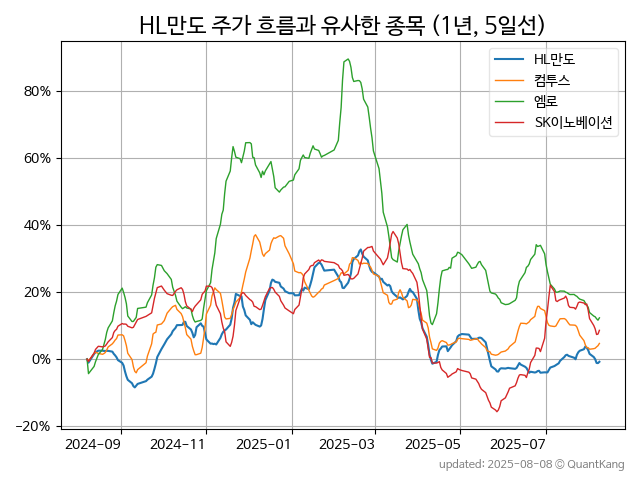 HL만도 주가 흐름과 유사한 종목 (1년, 5일선)
HL만도
컴투스
엠로
SK이노베이션
80%
60%
40%
20%
0%
−20%
2024-09
2024-11
2025-01
2025-03
2025-05
2025-07
updated: 2025-08-08 © QuantKang